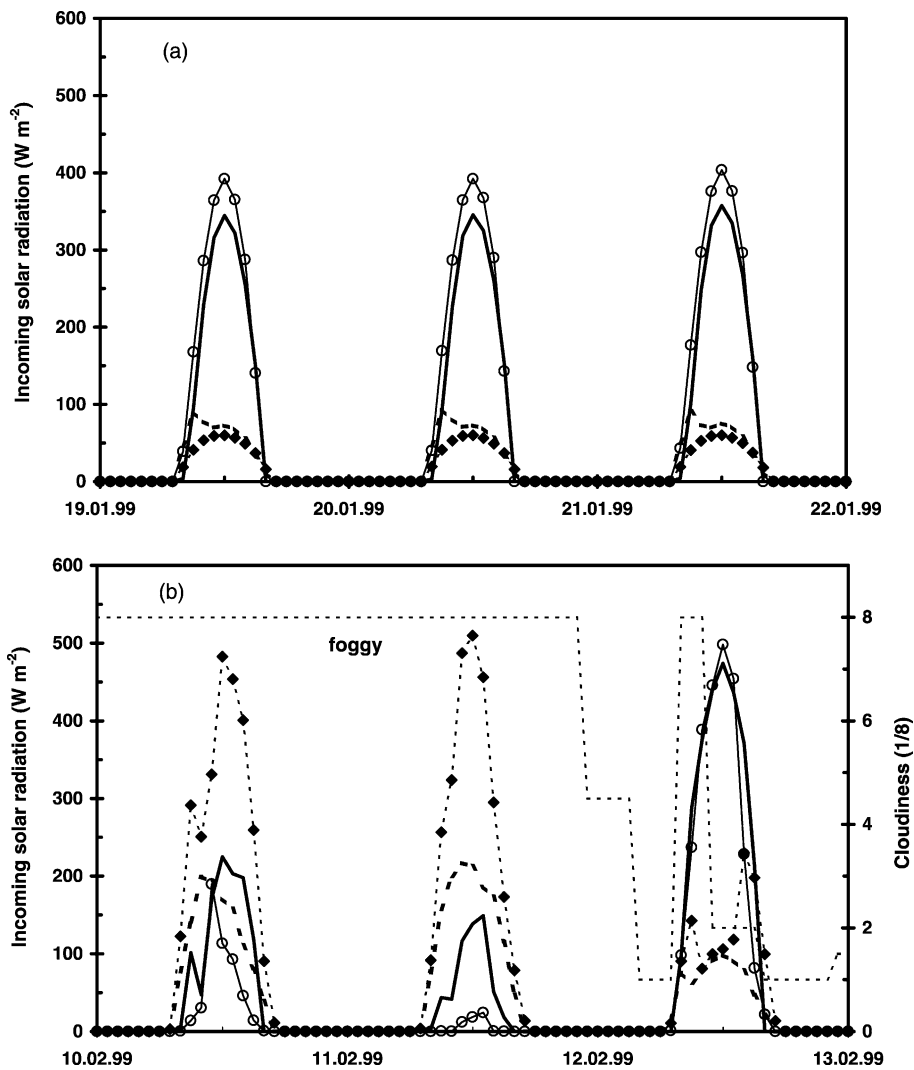 600
(a)
500
400
300
200
100
0
Incoming solar radiation (W m-2)
19.01.99 20.01.99 21.01.99 22.01.99
600
(b)
500 8
foggy
400 6
300
4
200
2
100
0 0
Incoming solar radiation (W m-2)
Cloudiness (1/8)
10.02.99 11.02.99 12.02.99 13.02.99